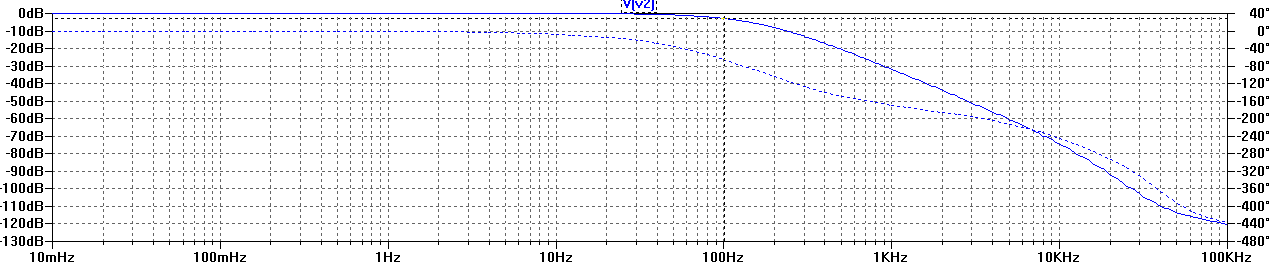 V(v2)
0dB 40°
-10dB 0°
-20dB -40°
-30dB -80°
-40dB -120°
-50dB -160°
-60dB -200°
-70dB -240°
-80dB -280°
-90dB -320°
-100dB -360°
-110dB -400°
-120dB -440°
-130dB -480°
10mHz 100mHz 1Hz 10Hz 100Hz 1KHz 10KHz 100KHz